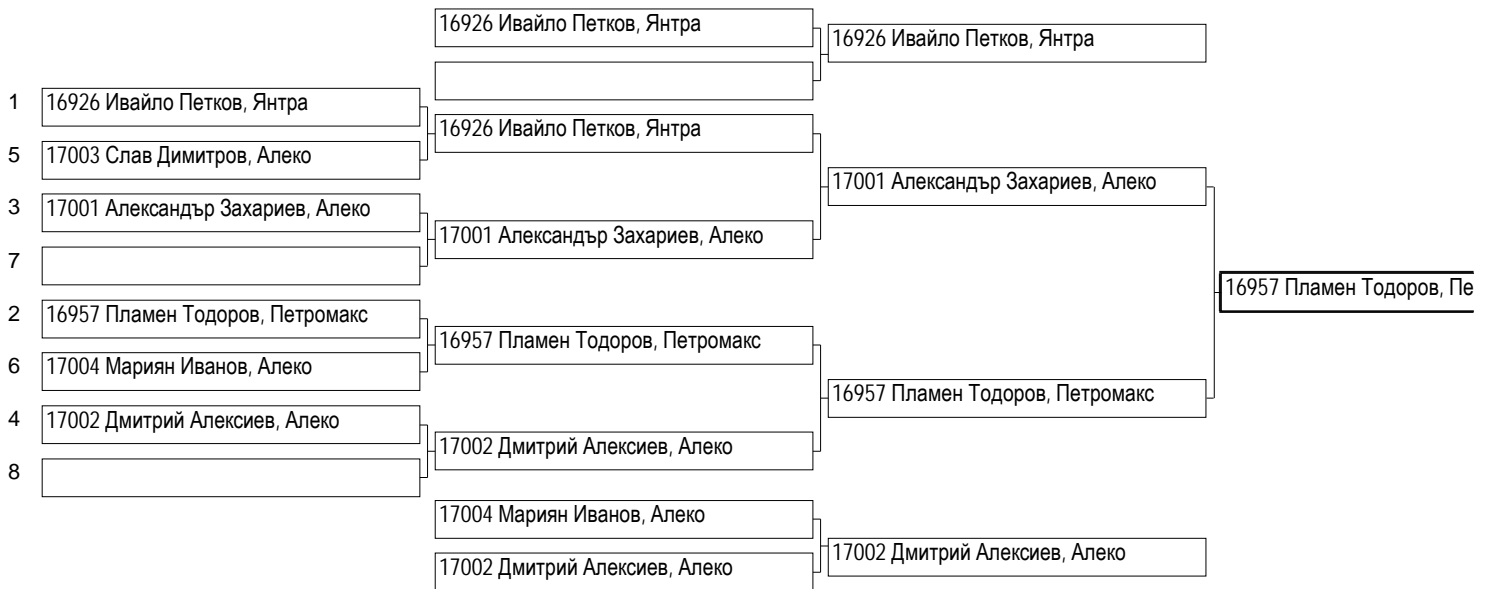 16926 Ивайло Петков, Янтра
16926 Ивайло Петков, Янтра
1 16926 Ивайло Петков, Янтра
16926 Ивайло Петков, Янтра
5 17003 Слав Димитров, Алеко
17001 Александър Захариев, Алеко
3 17001 Александър Захариев, Алеко
17001 Александър Захариев, Алеко
7
16957 Пламен Тодоров, Пе
2 16957 Пламен Тодоров, Петромакс
16957 Пламен Тодоров, Петромакс
6 17004 Мариян Иванов, Алеко
16957 Пламен Тодоров, Петромакс
4 17002 Дмитрий Алексиев, Алеко
17002 Дмитрий Алексиев, Алеко
8
17004 Мариян Иванов, Алеко
17002 Дмитрий Алексиев, Алеко
17002 Дмитрий Алексиев, Алеко